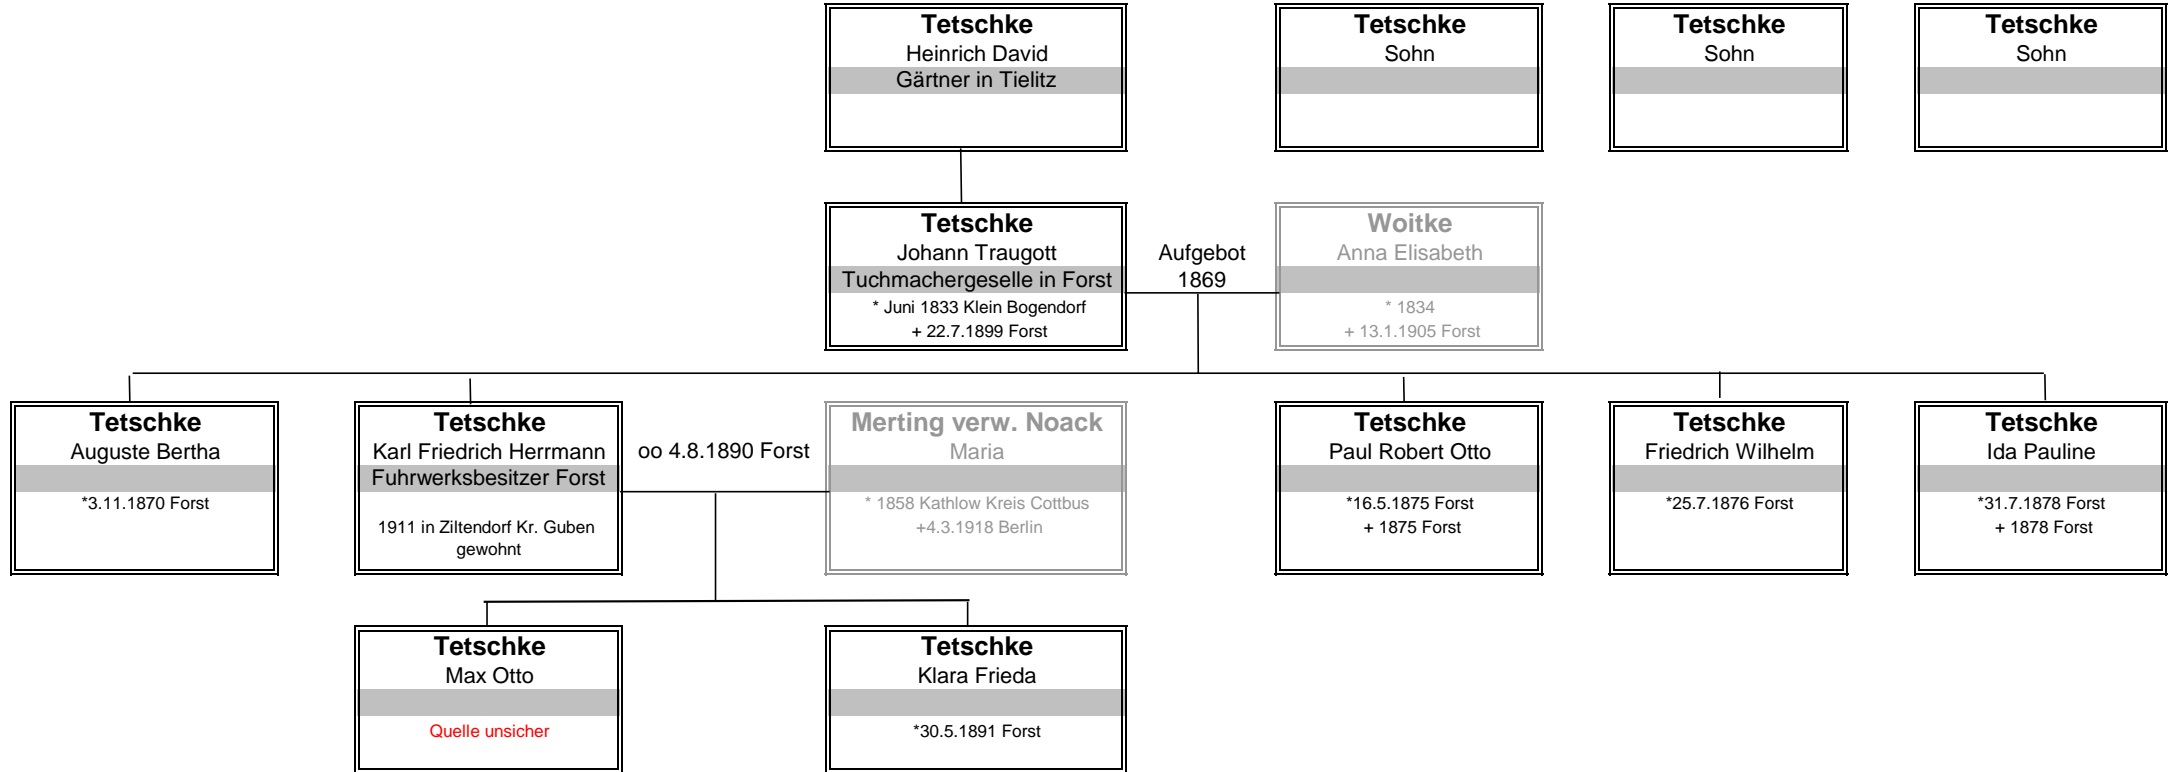 Tetschke
Heinrich David
Gärtner in Tielitz
Tetschke
Sohn
Tetschke
Sohn
Tetschke
Sohn
Tetschke
Johann Traugott
Tuchmachergeselle in Forst
* Juni 1833 Klein Bogendorf
+ 22.7.1899 Forst
Aufgebot
1869
Woitke
Anna Elisabeth
* 1834
+ 13.1.1905 Forst
Tetschke
Auguste Bertha
*3.11.1870 Forst
Tetschke
Karl Friedrich Herrmann
Fuhrwerksbesitzer Forst
1911 in Ziltendorf Kr. Guben
gewohnt
oo 4.8.1890 Forst
Merting verw. Noack
Maria
* 1858 Kathlow Kreis Cottbus
+4.3.1918 Berlin
Tetschke
Paul Robert Otto
*16.5.1875 Forst
+ 1875 Forst
Tetschke
Friedrich Wilhelm
*25.7.1876 Forst
Tetschke
Ida Pauline
*31.7.1878 Forst
+ 1878 Forst
Tetschke
Max Otto
Quelle unsicher
Tetschke
Klara Frieda
*30.5.1891 Forst